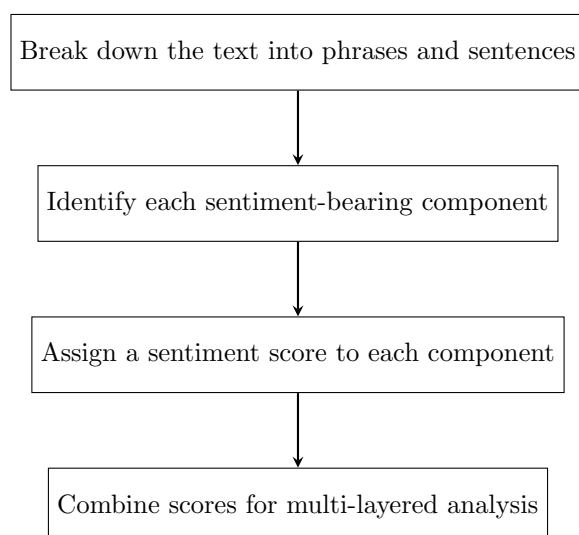 Break down the text into phrases and sentences
Identify each sentiment-bearing component
Assign a sentiment score to each component
Combine scores for multi-layered analysis